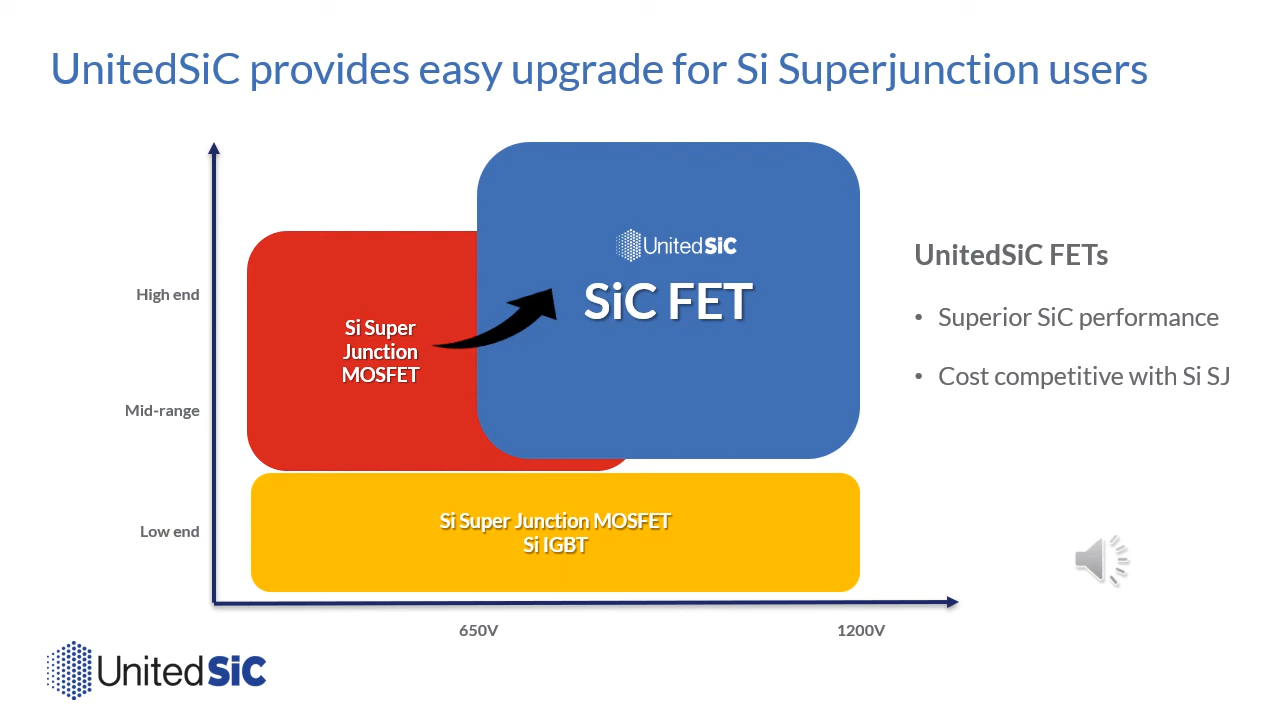 UnitedSiC provides easy upgrade for Si Superjunction users
High end
Mid-range
Low end
Si Super
Junction
MOSFET
UnitedSiC
SiC FET
Si Super Junction MOSFET
Si IGBT
650V
1200V
UnitedSiC FETs
• Superior SiC performance
• Cost competitive with Si SJ
UnitedSiC